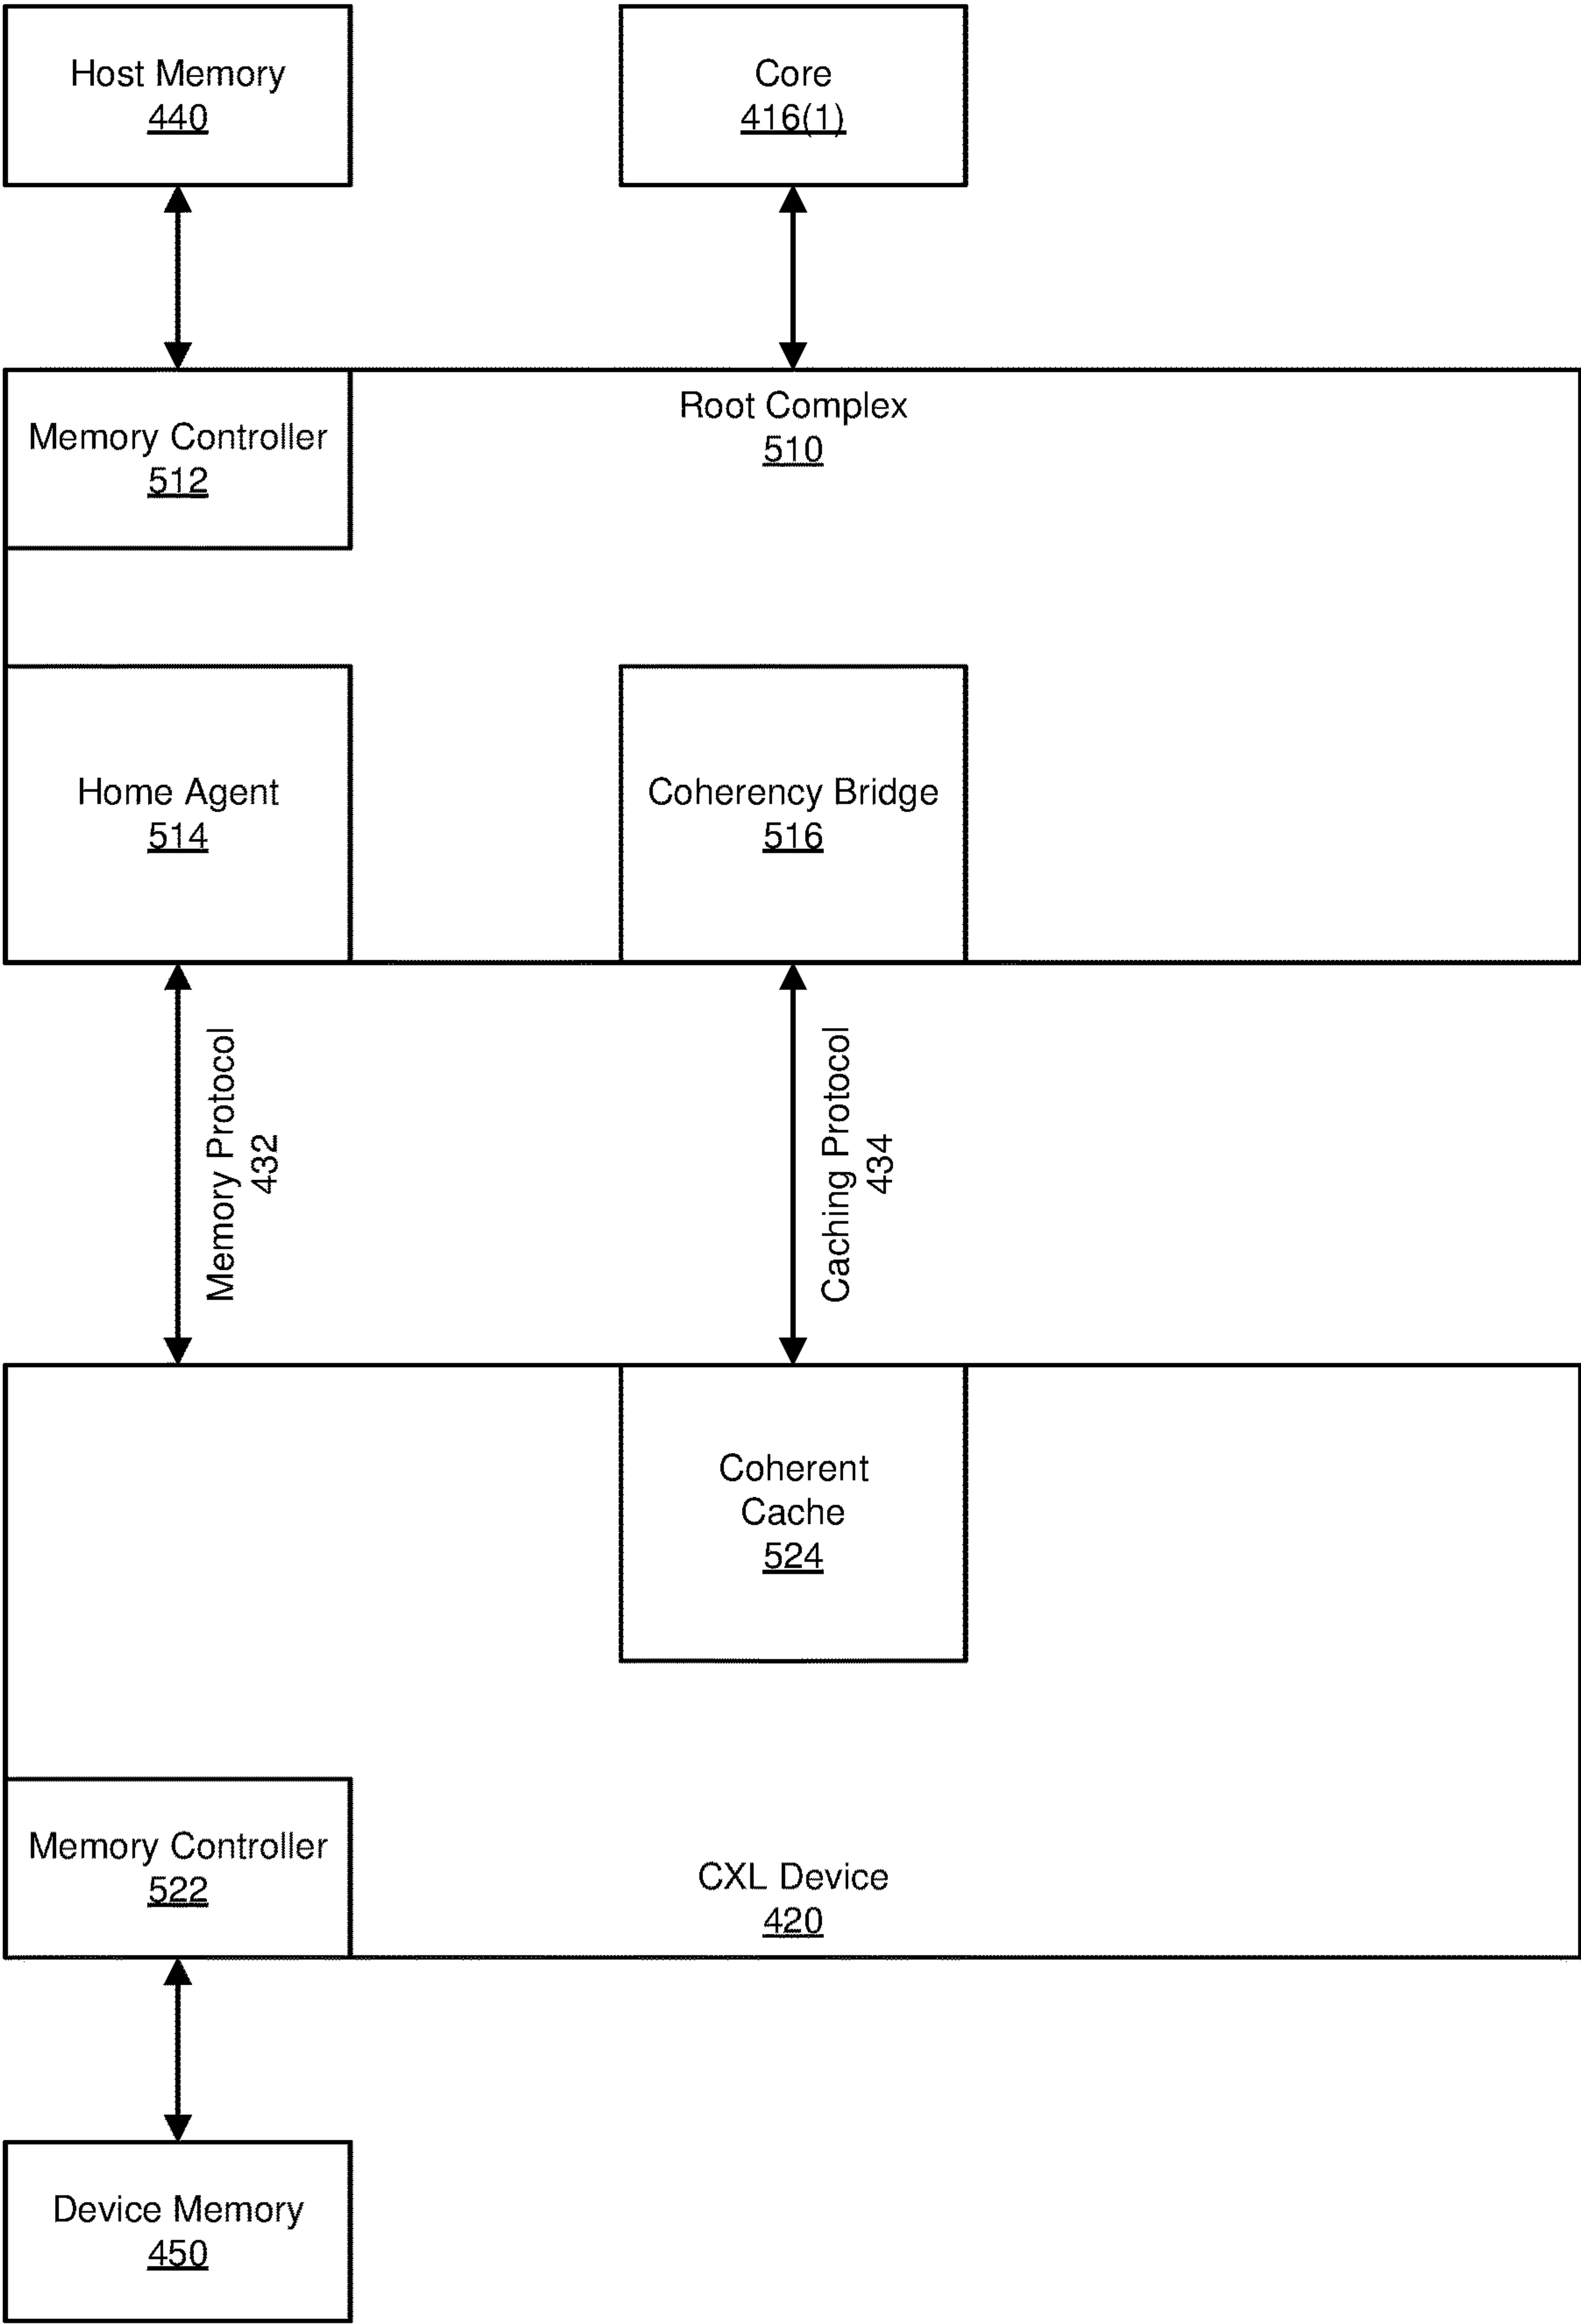 Host Memory
440
Core
416(1)
Memory Controller
512
Root Complex
510
Home Agent
514
Coherency Bridge
516
Memory Protocol
432
Caching Protocol
434
Coherent
Cache
524
Memory Controller
522
CXL Device
420
Device Memory
450